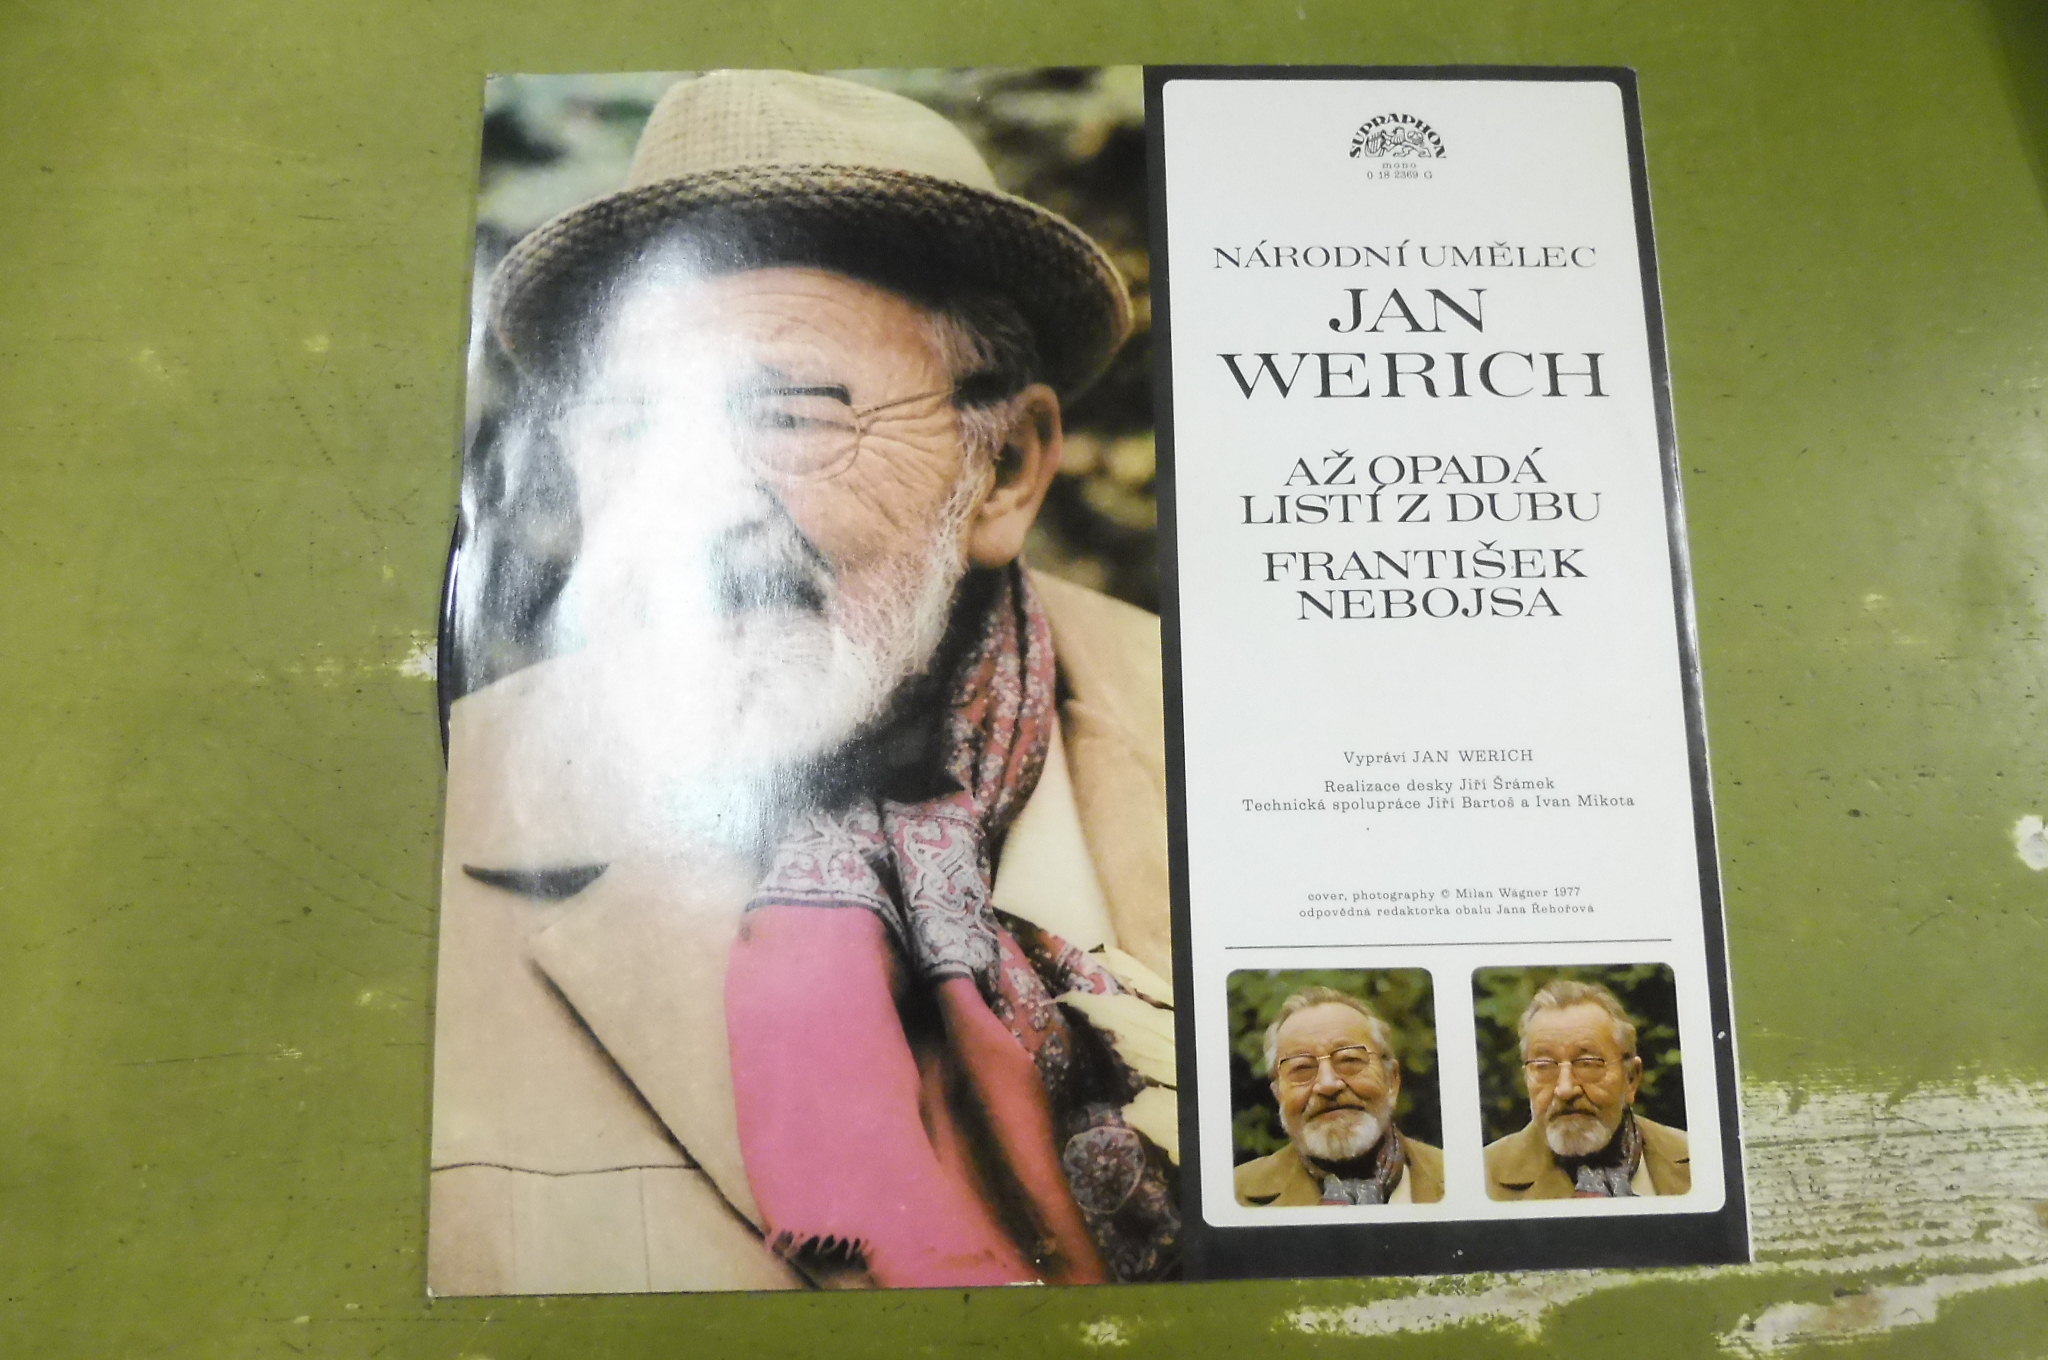 SUPRAPHON
mono
0 18 2369 G
NÁRODNÍ UMĚLEC
JAN
WERICH
AŽ OPADÁ
LISTÍ Z DUBU
FRANTIŠEK
NEBOJSA
Vypráví JAN WERICH
Realizace desky Jiří Šrámek
Technická spolupráce Jiří Bartoš a Ivan Mikota
cover, photography © Milan Wágner 1977
odpovědná redaktorka obalu Jana Řehořová